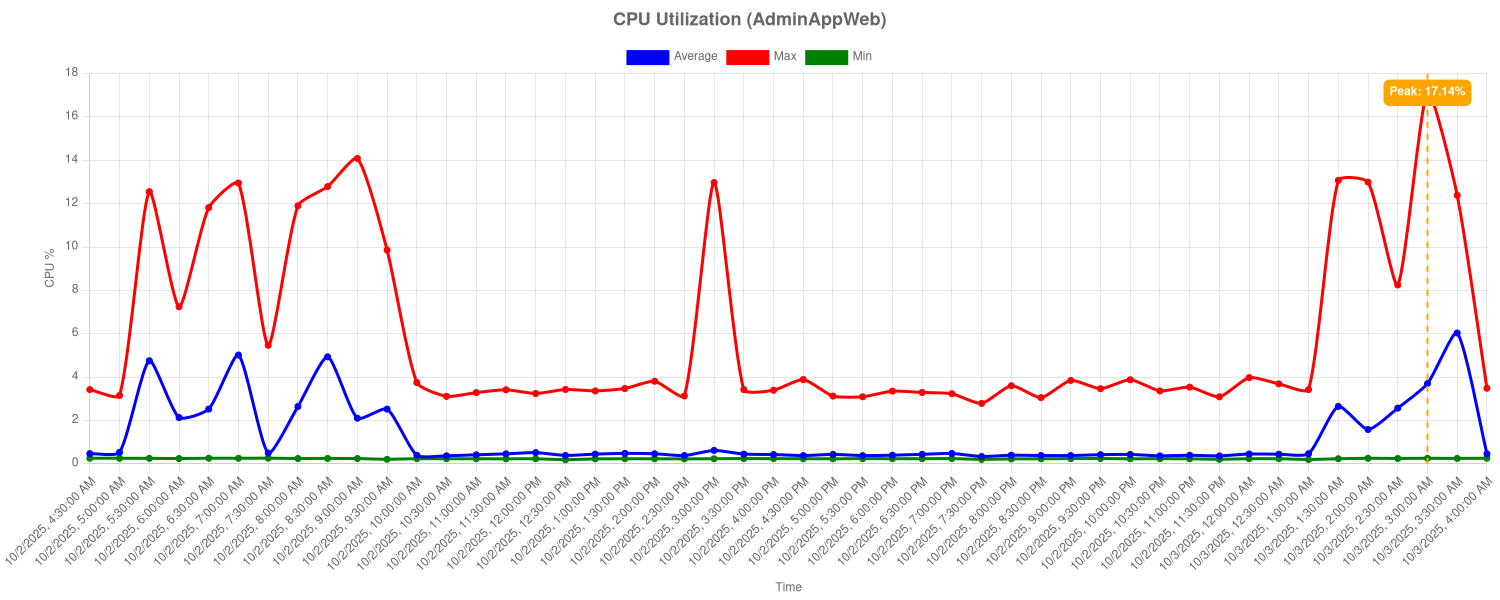 CPU Utilization (AdminAppWeb)
Average Max Min
18
Peak: 17.14%
16
14
12
10
CPU %
8
6
4
2
0
10/2/2025, 4:30:00 AM
10/2/2025, 5:00:00 AM
10/2/2025, 5:30:00 AM
10/2/2025, 6:00:00 AM
10/2/2025, 6:30:00 AM
10/2/2025, 7:00:00 AM
10/2/2025, 7:30:00 AM
10/2/2025, 8:00:00 AM
10/2/2025, 8:30:00 AM
10/2/2025, 9:00:00 AM
10/2/2025, 9:30:00 AM
10/2/2025, 10:00:00 AM
10/2/2025, 10:30:00 AM
10/2/2025, 11:00:00 AM
10/2/2025, 11:30:00 AM
10/2/2025, 12:00:00 PM
10/2/2025, 12:30:00 PM
10/2/2025, 1:00:00 PM
10/2/2025, 1:30:00 PM
10/2/2025, 2:00:00 PM
10/2/2025, 2:30:00 PM
10/2/2025, 3:00:00 PM
10/2/2025, 3:30:00 PM
10/2/2025, 4:00:00 PM
10/2/2025, 4:30:00 PM
10/2/2025, 5:00:00 PM
10/2/2025, 5:30:00 PM
10/2/2025, 6:00:00 PM
10/2/2025, 6:30:00 PM
10/2/2025, 7:00:00 PM
10/2/2025, 7:30:00 PM
10/2/2025, 8:00:00 PM
10/2/2025, 8:30:00 PM
10/2/2025, 9:00:00 PM
10/2/2025, 9:30:00 PM
10/2/2025, 10:00:00 PM
10/2/2025, 10:30:00 PM
10/2/2025, 11:00:00 PM
10/2/2025, 11:30:00 PM
10/3/2025, 12:00:00 AM
10/3/2025, 12:30:00 AM
10/3/2025, 1:00:00 AM
10/3/2025, 1:30:00 AM
10/3/2025, 2:00:00 AM
10/3/2025, 2:30:00 AM
10/3/2025, 3:00:00 AM
10/3/2025, 3:30:00 AM
10/3/2025, 4:00:00 AM
Time